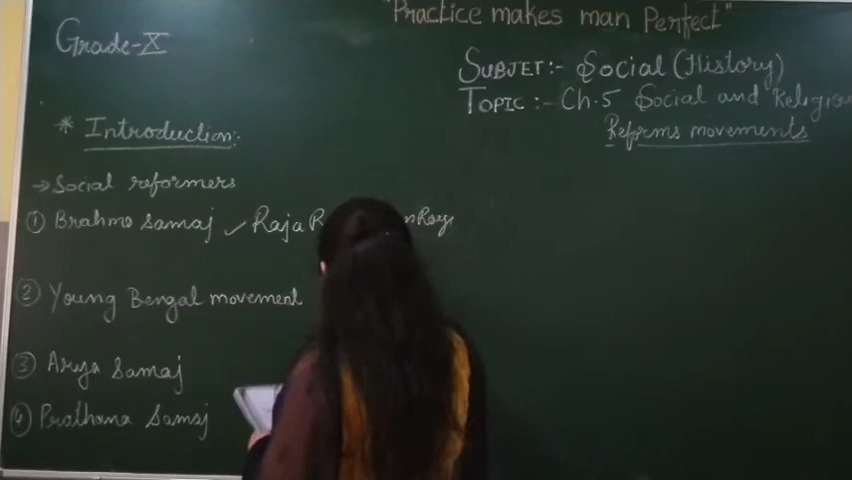 "Practice makes man Perfect"
Grade-X
SUBJET:- Social (History)
TOPIC:- Ch.5 Social and Religious
Reforms movements
* Introduction:
→ Social reformers
① Brahmo samaj ✓ Raja Roy
② Young Bengal movement
③ Arya Samaj
④ Prathana Samaj